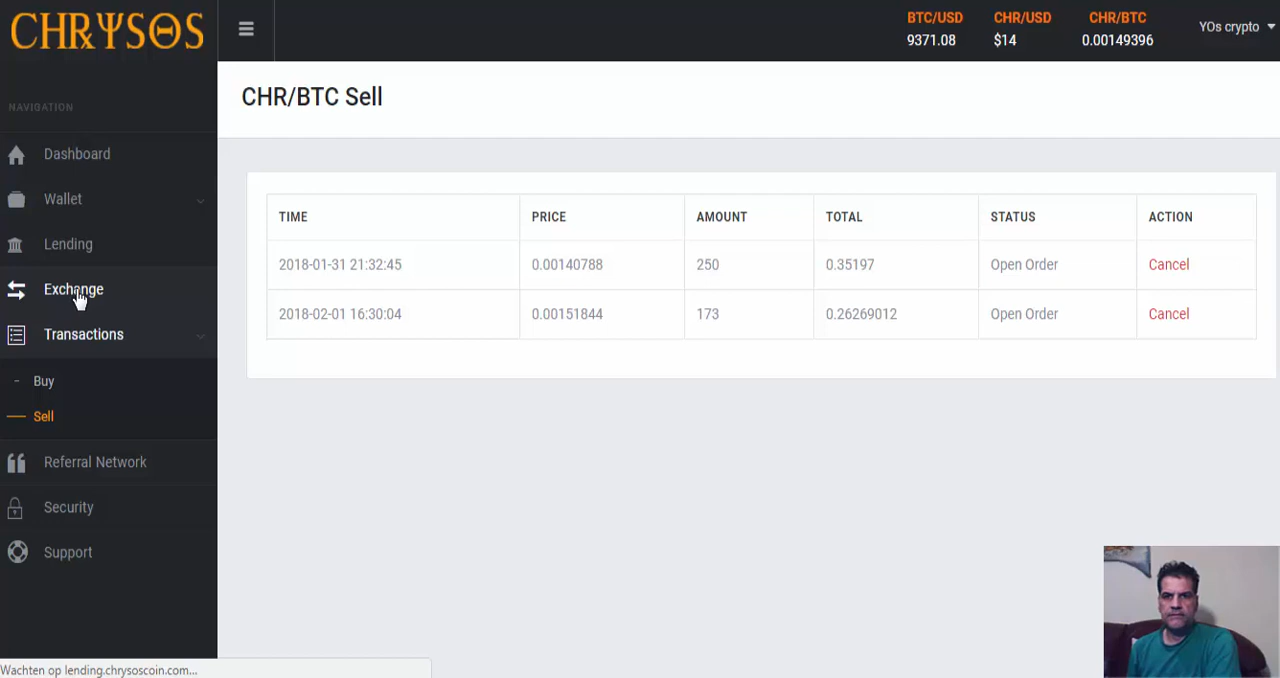 CHRΨSΘS
BTC/USD CHR/USD CHR/BTC
9371.08 $14 0.00149396
YOs crypto
CHR/BTC Sell
NAVIGATION
Dashboard
Wallet
Lending
Exchange
Transactions
- Buy
Sell
Referral Network
Security
Support
TIME PRICE AMOUNT TOTAL STATUS ACTION
2018-01-31 21:32:45 0.00140788 250 0.35197 Open Order Cancel
2018-02-01 16:30:04 0.00151844 173 0.26269012 Open Order Cancel
Wachten op lending.chrysoscoin.com...